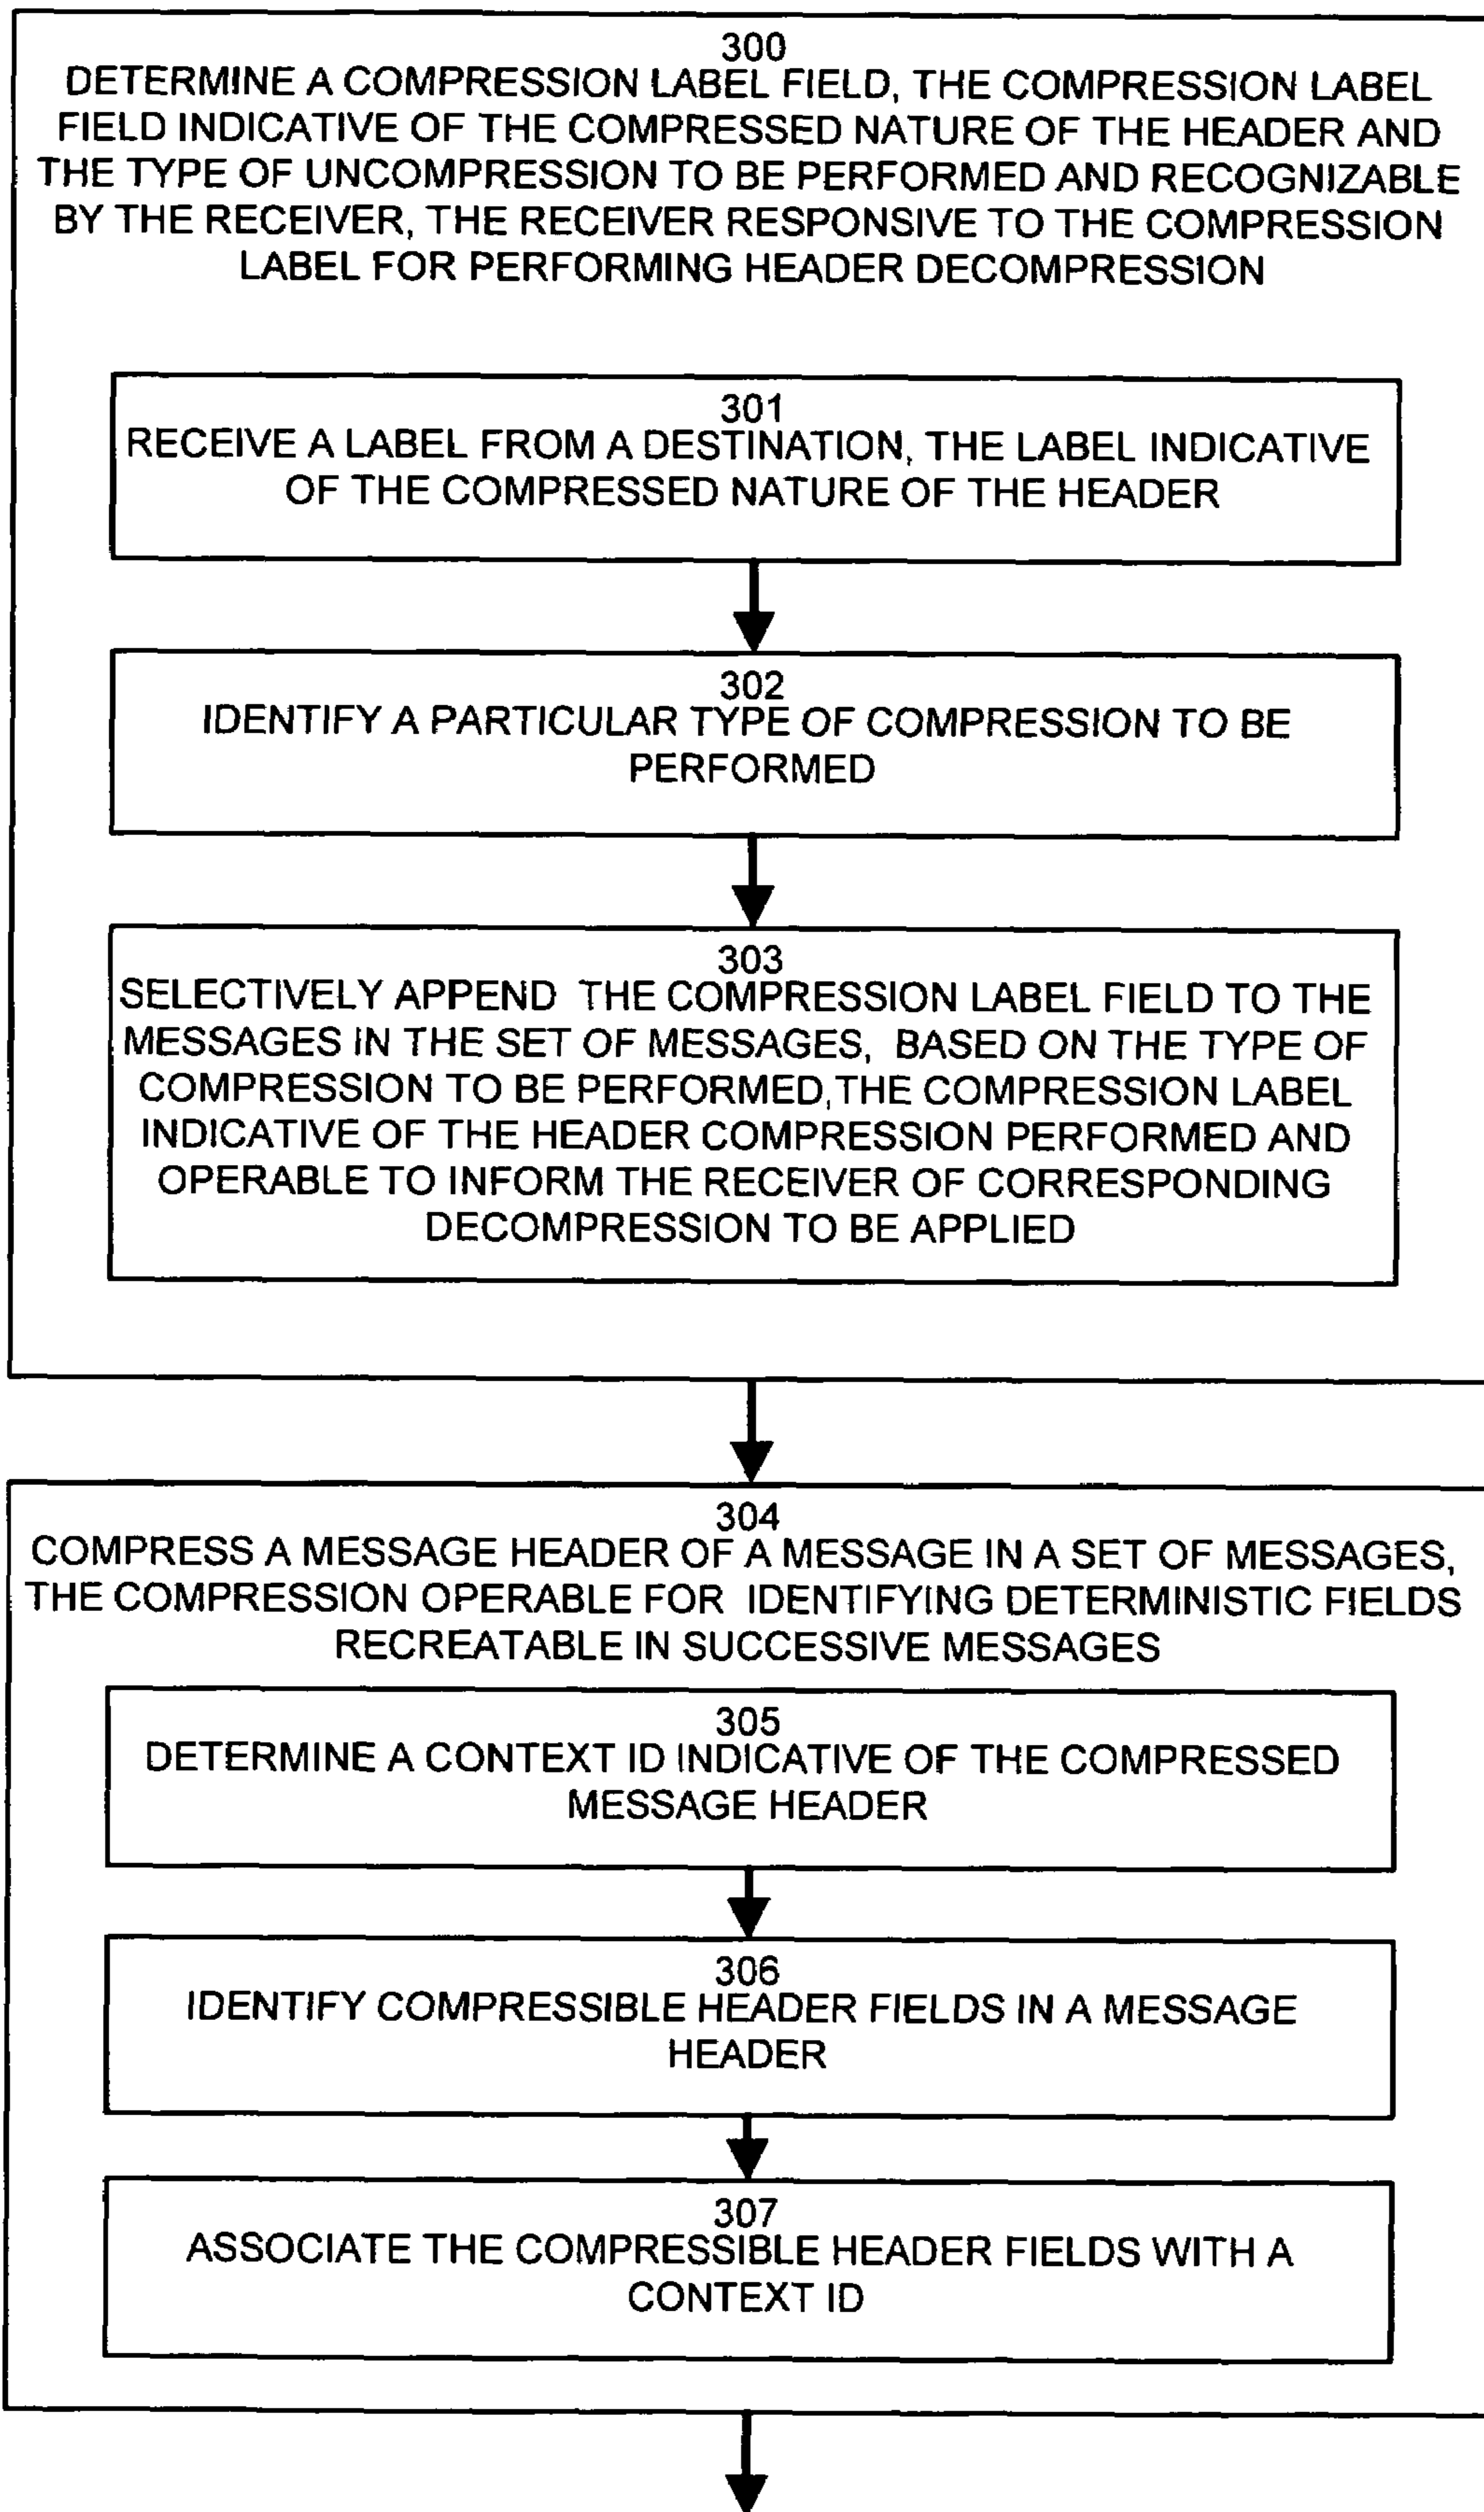 300
DETERMINE A COMPRESSION LABEL FIELD, THE COMPRESSION LABEL
FIELD INDICATIVE OF THE COMPRESSED NATURE OF THE HEADER AND
THE TYPE OF UNCOMPRESSION TO BE PERFORMED AND RECOGNIZABLE
BY THE RECEIVER, THE RECEIVER RESPONSIVE TO THE COMPRESSION
LABEL FOR PERFORMING HEADER DECOMPRESSION
301
RECEIVE A LABEL FROM A DESTINATION, THE LABEL INDICATIVE
OF THE COMPRESSED NATURE OF THE HEADER
302
IDENTIFY A PARTICULAR TYPE OF COMPRESSION TO BE
PERFORMED
303
SELECTIVELY APPEND THE COMPRESSION LABEL FIELD TO THE
MESSAGES IN THE SET OF MESSAGES, BASED ON THE TYPE OF
COMPRESSION TO BE PERFORMED,THE COMPRESSION LABEL
INDICATIVE OF THE HEADER COMPRESSION PERFORMED AND
OPERABLE TO INFORM THE RECEIVER OF CORRESPONDING
DECOMPRESSION TO BE APPLIED
304
COMPRESS A MESSAGE HEADER OF A MESSAGE IN A SET OF MESSAGES,
THE COMPRESSION OPERABLE FOR IDENTIFYING DETERMINISTIC FIELDS
RECREATABLE IN SUCCESSIVE MESSAGES
305
DETERMINE A CONTEXT ID INDICATIVE OF THE COMPRESSED
MESSAGE HEADER
306
IDENTIFY COMPRESSIBLE HEADER FIELDS IN A MESSAGE
HEADER
307
ASSOCIATE THE COMPRESSIBLE HEADER FIELDS WITH A
CONTEXT ID